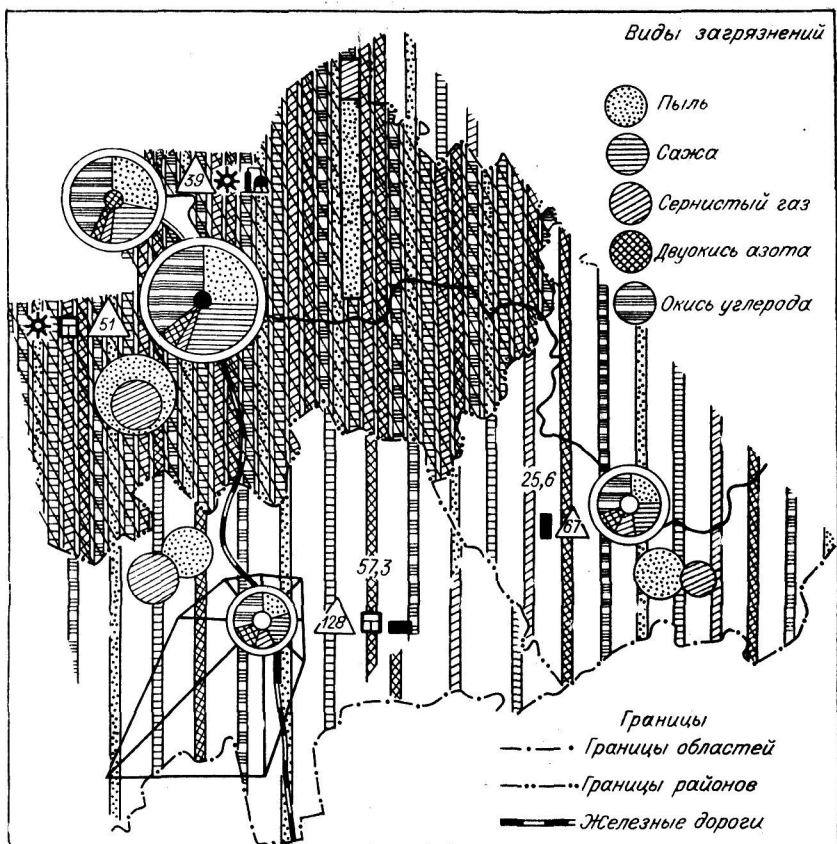 Виды загрязнений
Пыль
Сажа
Сернистый газ
Двуокись азота
Окись углерода
39
51
25,6
67
57,3
128
Границы
Границы областей
Границы районов
Железные дороги